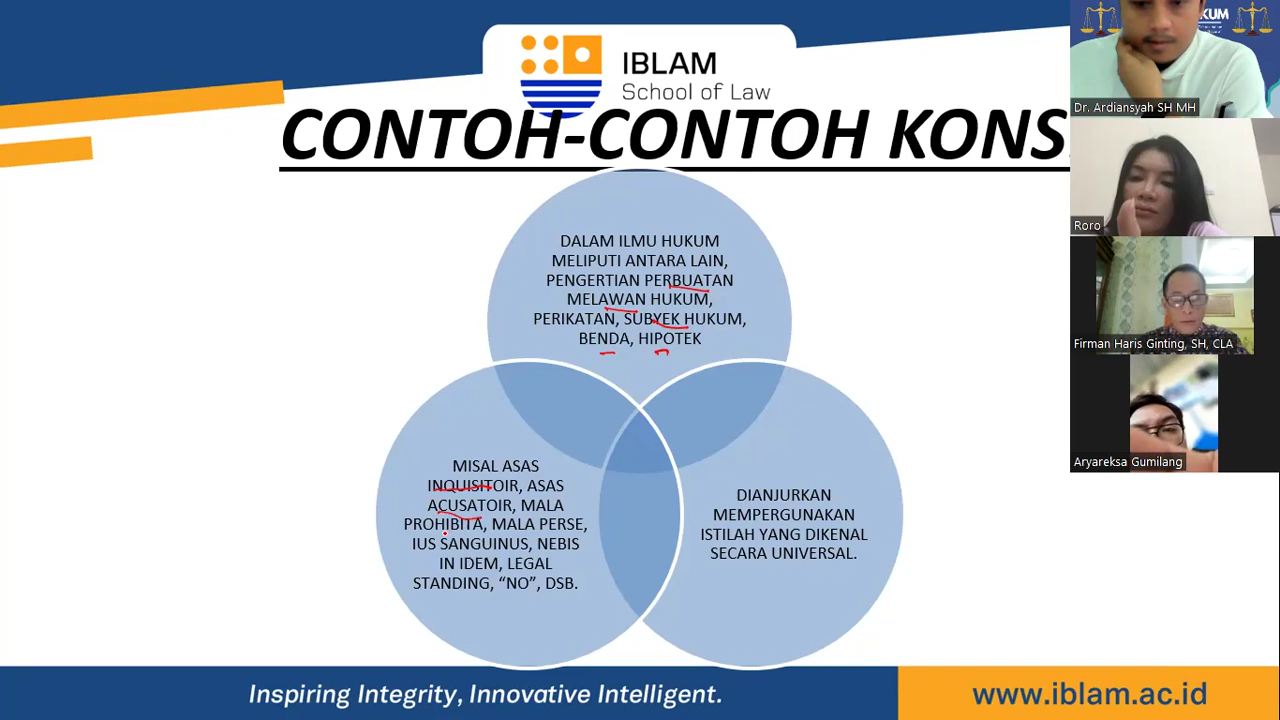 IBLAM
School of Law
CONTOH-CONTOH KONS
DALAM ILMU HUKUM
MELIPUTI ANTARA LAIN,
PENGERTIAN PERBUATAN
MELAWAN HUKUM,
PERIKATAN, SUBYEK HUKUM,
BENDA, HIPOTEK
MISAL ASAS
INQUISITOIR, ASAS
ACUSATOIR, MALA
PROHIBITA, MALA PERSE,
IUS SANGUINUS, NEBIS
IN IDEM, LEGAL
STANDING, “NO”, DSB.
DIANJURKAN
MEMPERGUNAKAN
ISTILAH YANG DIKENAL
SECARA UNIVERSAL.
Inspiring Integrity, Innovative Intelligent.
www.iblam.ac.id
Dr. Ardiansyah SH MH
Roro
Firman Haris Ginting, SH, CLA
Aryareksa Gumilang